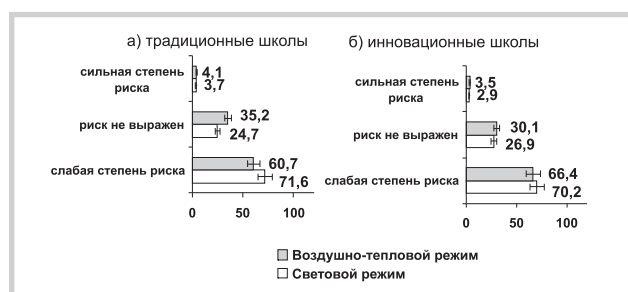 а) традиционные школы
сильная степень
риска
4,1
3,7
риск не выражен
35,2
24,7
слабая степень риска
60,7
71,6
0 50 100
б) инновационные школы
сильная степень
риска
3,5
2,9
риск не выражен
30,1
26,9
слабая степень риска
66,4
70,2
0 50 100
Воздушно-тепловой режим
Световой режим